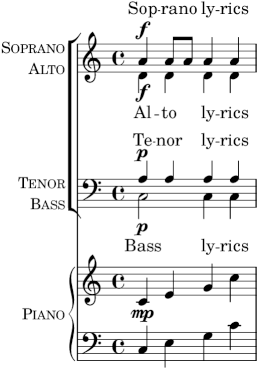 Sop-rano ly-rics
f
SOPRANO
ALTO
f
Al-to ly-rics
Te-nor ly-rics
p
TENOR
BASS
p
Bass ly-rics
PIANO
mp